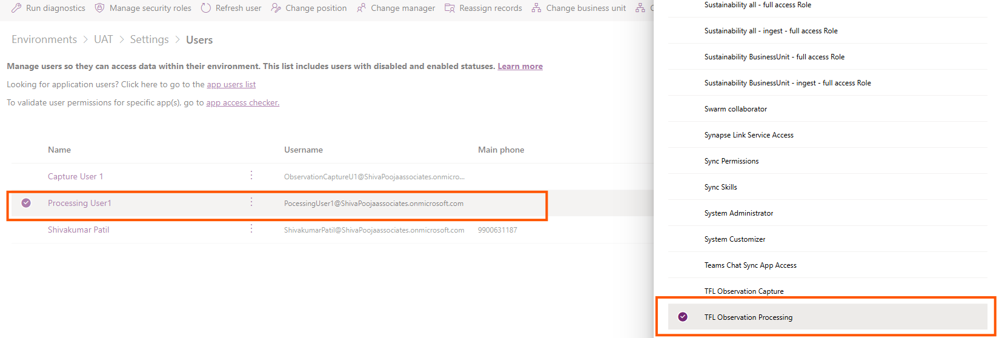 Run diagnostics Manage security roles Refresh user Change position Change manager Reassign records Change business unit
Environments > UAT > Settings > Users
Manage users so they can access data within their environment. This list includes users with disabled and enabled statuses. Learn more
Looking for application users? Click here to go to the app users list
To validate user permissions for specific app(s), go to app access checker.
Name Username Main phone
Capture User 1 ObservationCaptureU1@ShivaPoojaassociates.onmicro...
Processing User1 PocessingUser1@ShivaPoojaassociates.onmicrosoft.com
Shivakumar Patil ShivakumarPatil@ShivaPoojaassociates.onmicrosoft.com 9900631187
Sustainability all - full access Role
Sustainability all - ingest - full access Role
Sustainability BusinessUnit - full access Role
Sustainability BusinessUnit - ingest - full access Role
Swarm collaborator
Synapse Link Service Access
Sync Permissions
Sync Skills
System Administrator
System Customizer
Teams Chat Sync App Access
TFL Observation Capture
TFL Observation Processing